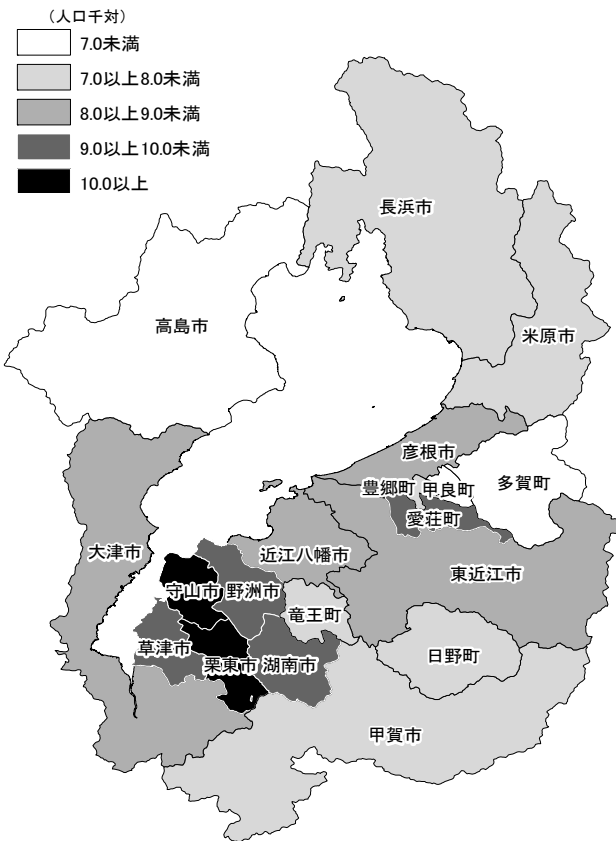 (人口千対)
7.0未満
7.0以上8.0未満
8.0以上9.0未満
9.0以上10.0未満
10.0以上
長浜市
高島市
米原市
彦根市
豊郷町
甲良町
多賀町
愛荘町
大津市
近江八幡市
東近江市
守山市
野洲市
竜王町
草津市
栗東市
湖南市
日野町
甲賀市